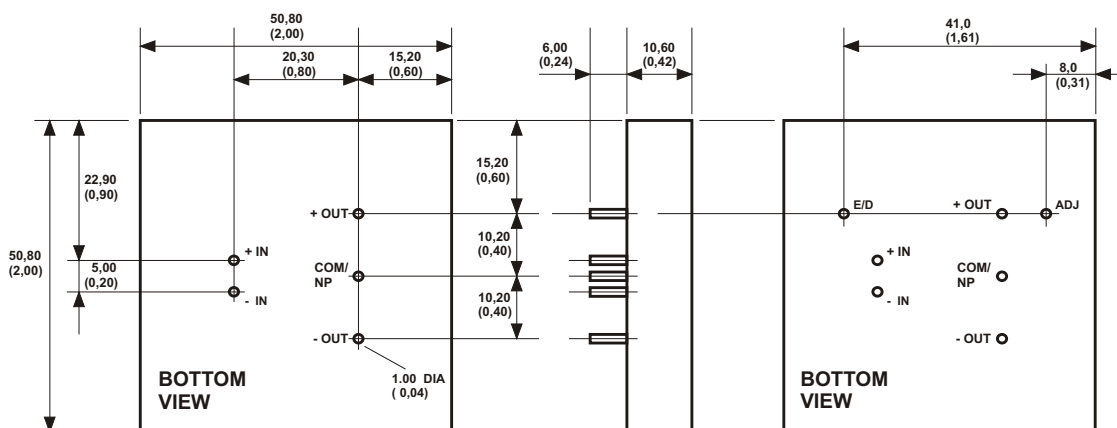 50,80
(2,00)
20,30
(0,80)
15,20
(0,60)
6,00
(0,24)
10,60
(0,42)
41,0
(1,61)
8,0
(0,31)
22,90
(0,90)
50,80
(2,00)
5,00
(0,20)
+ IN
- IN
+ OUT
COM/
NP
- OUT
1.00 DIA
( 0,04)
BOTTOM
VIEW
15,20
(0,60)
10,20
(0,40)
10,20
(0,40)
E/D
+ OUT
ADJ
+ IN
- IN
COM/
NP
- OUT
BOTTOM
VIEW